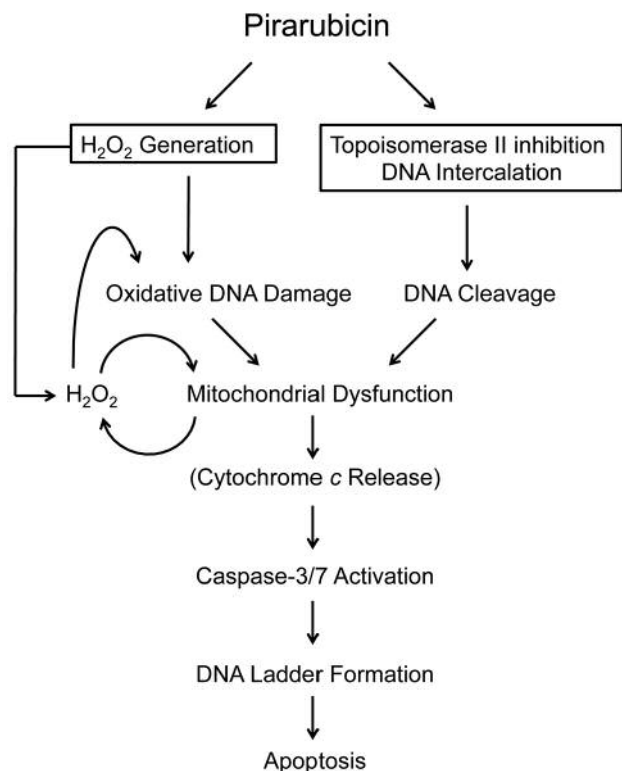 Pirarubicin
H₂O₂ Generation
Topoisomerase II inhibition
DNA Intercalation
Oxidative DNA Damage
DNA Cleavage
H₂O₂
Mitochondrial Dysfunction
(Cytochrome c Release)
Caspase-3/7 Activation
DNA Ladder Formation
Apoptosis